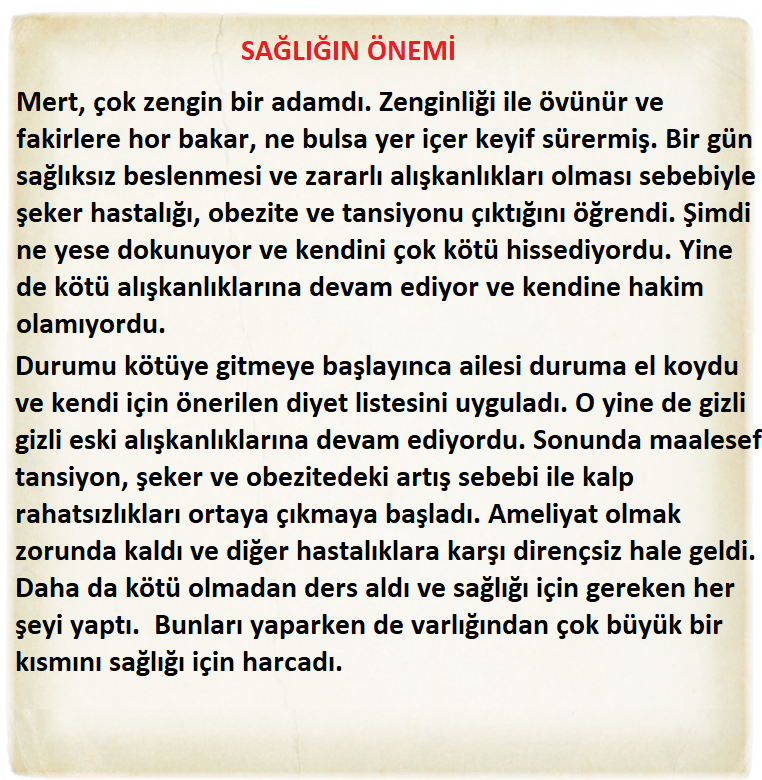 SAĞLIĞIN ÖNEMİ
Mert, çok zengin bir adamdı. Zenginliği ile övünür ve
fakirlere hor bakar, ne bulsa yer içer keyif sürermiş. Bir gün
sağlıksız beslenmesi ve zararlı alışkanlıkları olması sebebiyle
şeker hastalığı, obezite ve tansiyonu çıktığını öğrendi. Şimdi
ne yese dokunuyor ve kendini çok kötü hissediyordu. Yine
de kötü alışkanlıklarına devam ediyor ve kendine hakim
olamıyordu.
Durumu kötüye gitmeye başlayınca ailesi duruma el koydu
ve kendi için önerilen diyet listesini uyguladı. O yine de gizli
gizli eski alışkanlıklarına devam ediyordu. Sonunda maalesef
tansiyon, şeker ve obezitedeki artış sebebi ile kalp
rahatsızlıkları ortaya çıkmaya başladı. Ameliyat olmak
zorunda kaldı ve diğer hastalıklara karşı dirençsiz hale geldi.
Daha da kötü olmadan ders aldı ve sağlığı için gereken her
şeyi yaptı.  Bunları yaparken de varlığından çok büyük bir
kısmını sağlığı için harcadı.